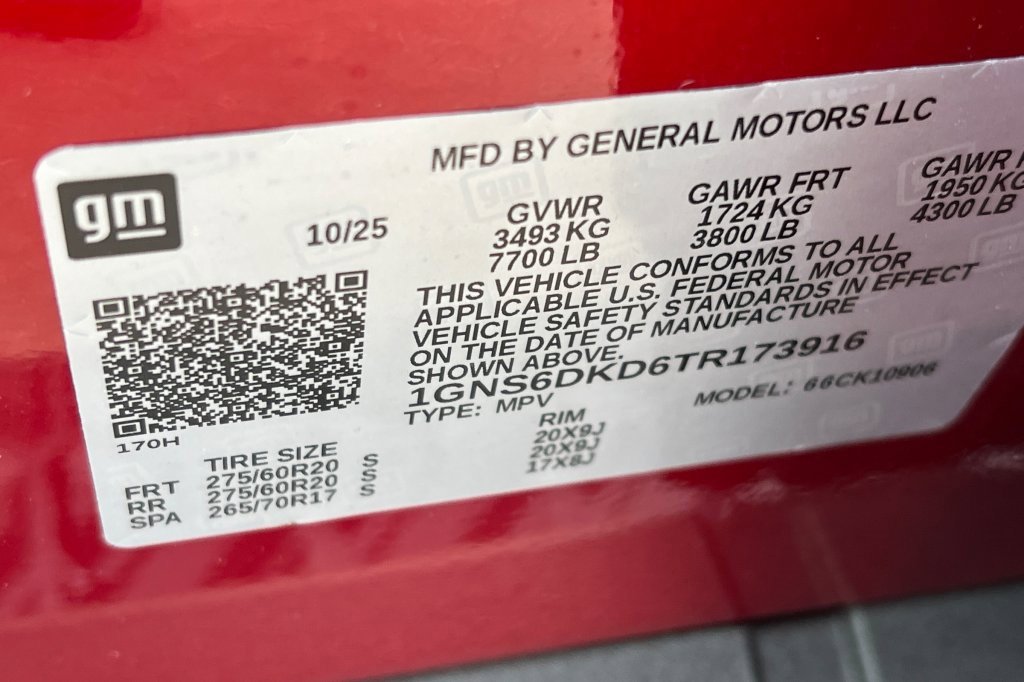 MFD BY GENERAL MOTORS LLC
gm
10/25
GVWR
3493 KG
7700 LB
GAWR FRT
1724 KG
3800 LB
GAWR
1950 KG
4300 LB
THIS VEHICLE CONFORMS TO ALL
APPLICABLE U.S. FEDERAL MOTOR
VEHICLE SAFETY STANDARDS IN EFFECT
ON THE DATE OF MANUFACTURE
SHOWN ABOVE.
1GNS6DKD6TR173916
TYPE: MPV
MODEL: 66CK10906
170H
TIRE SIZE
RIM
FRT 275/60R20 S 20X9J
RR 275/60R20 S 20X9J
SPA 265/70R17 S 17X8J